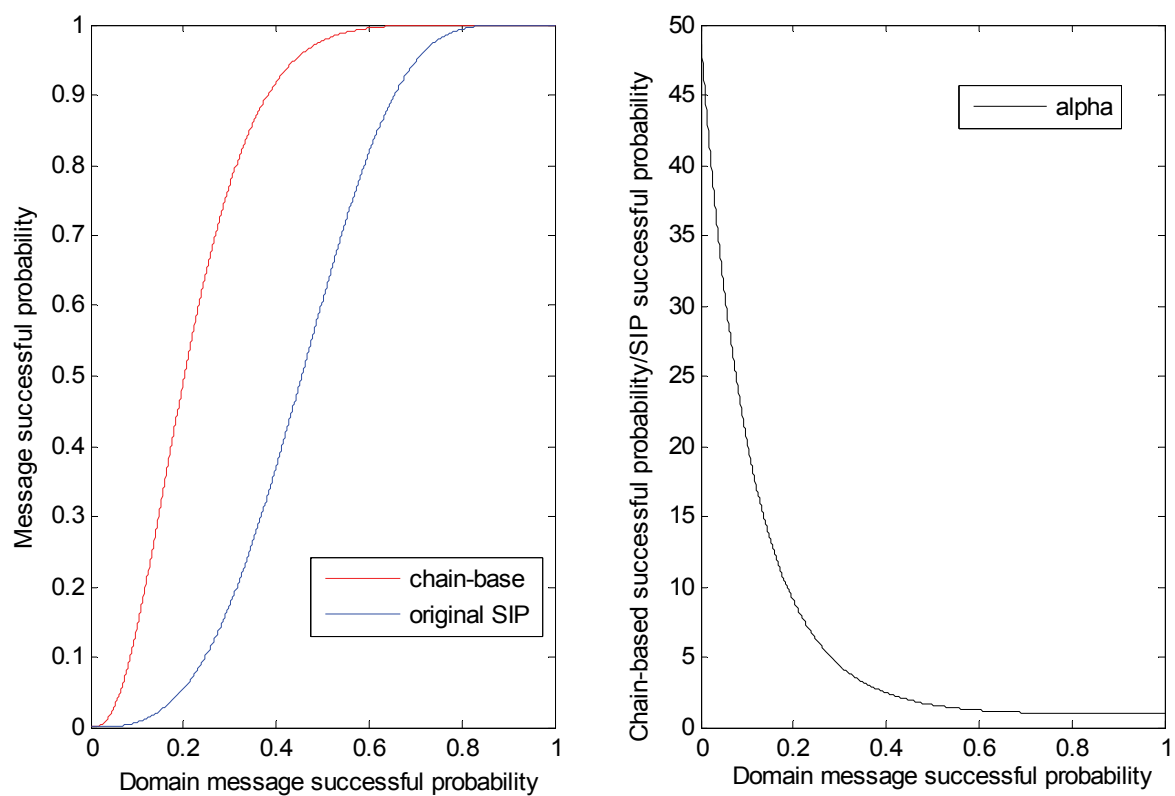 1
0.9
0.8
0.7
0.6
0.5
0.4
0.3
0.2
0.1
0
Message successful probability
chain-base
original SIP
0 0.2 0.4 0.6 0.8 1
Domain message successful probability
50
45
40
35
30
25
20
15
10
5
0
Chain-based successful probability/SIP successful probability
alpha
0 0.2 0.4 0.6 0.8 1
Domain message successful probability